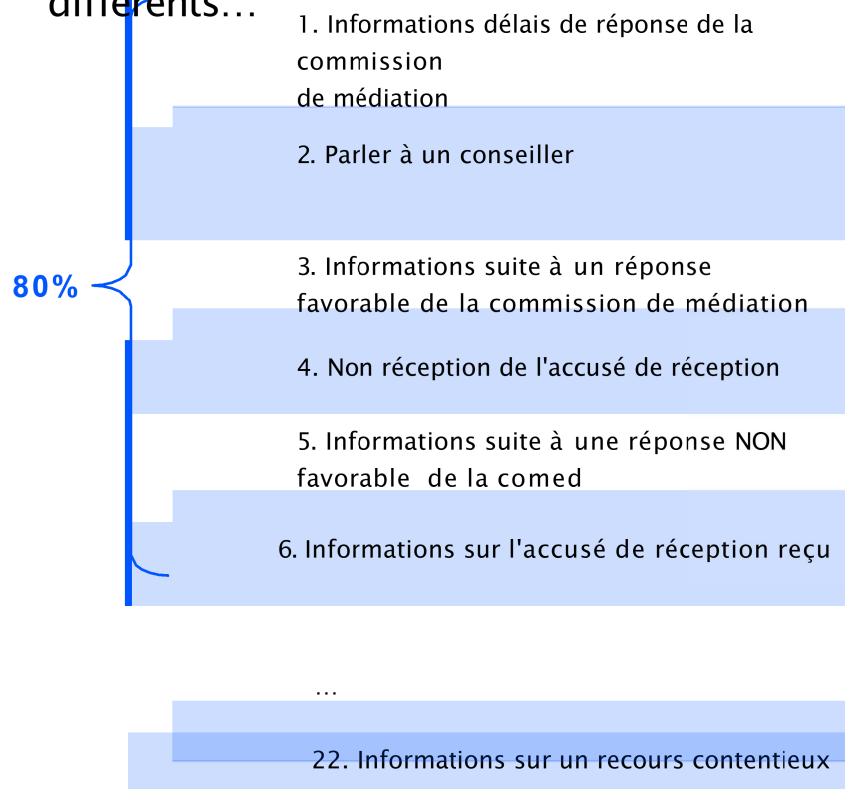 différents...
1. Informations délais de réponse de la
commission
de médiation
2. Parler à un conseiller
80%
3. Informations suite à un réponse
favorable de la commission de médiation
4. Non réception de l'accusé de réception
5. Informations suite à une réponse NON
favorable de la comed
6. Informations sur l'accusé de réception reçu
...
22. Informations sur un recours contentieux